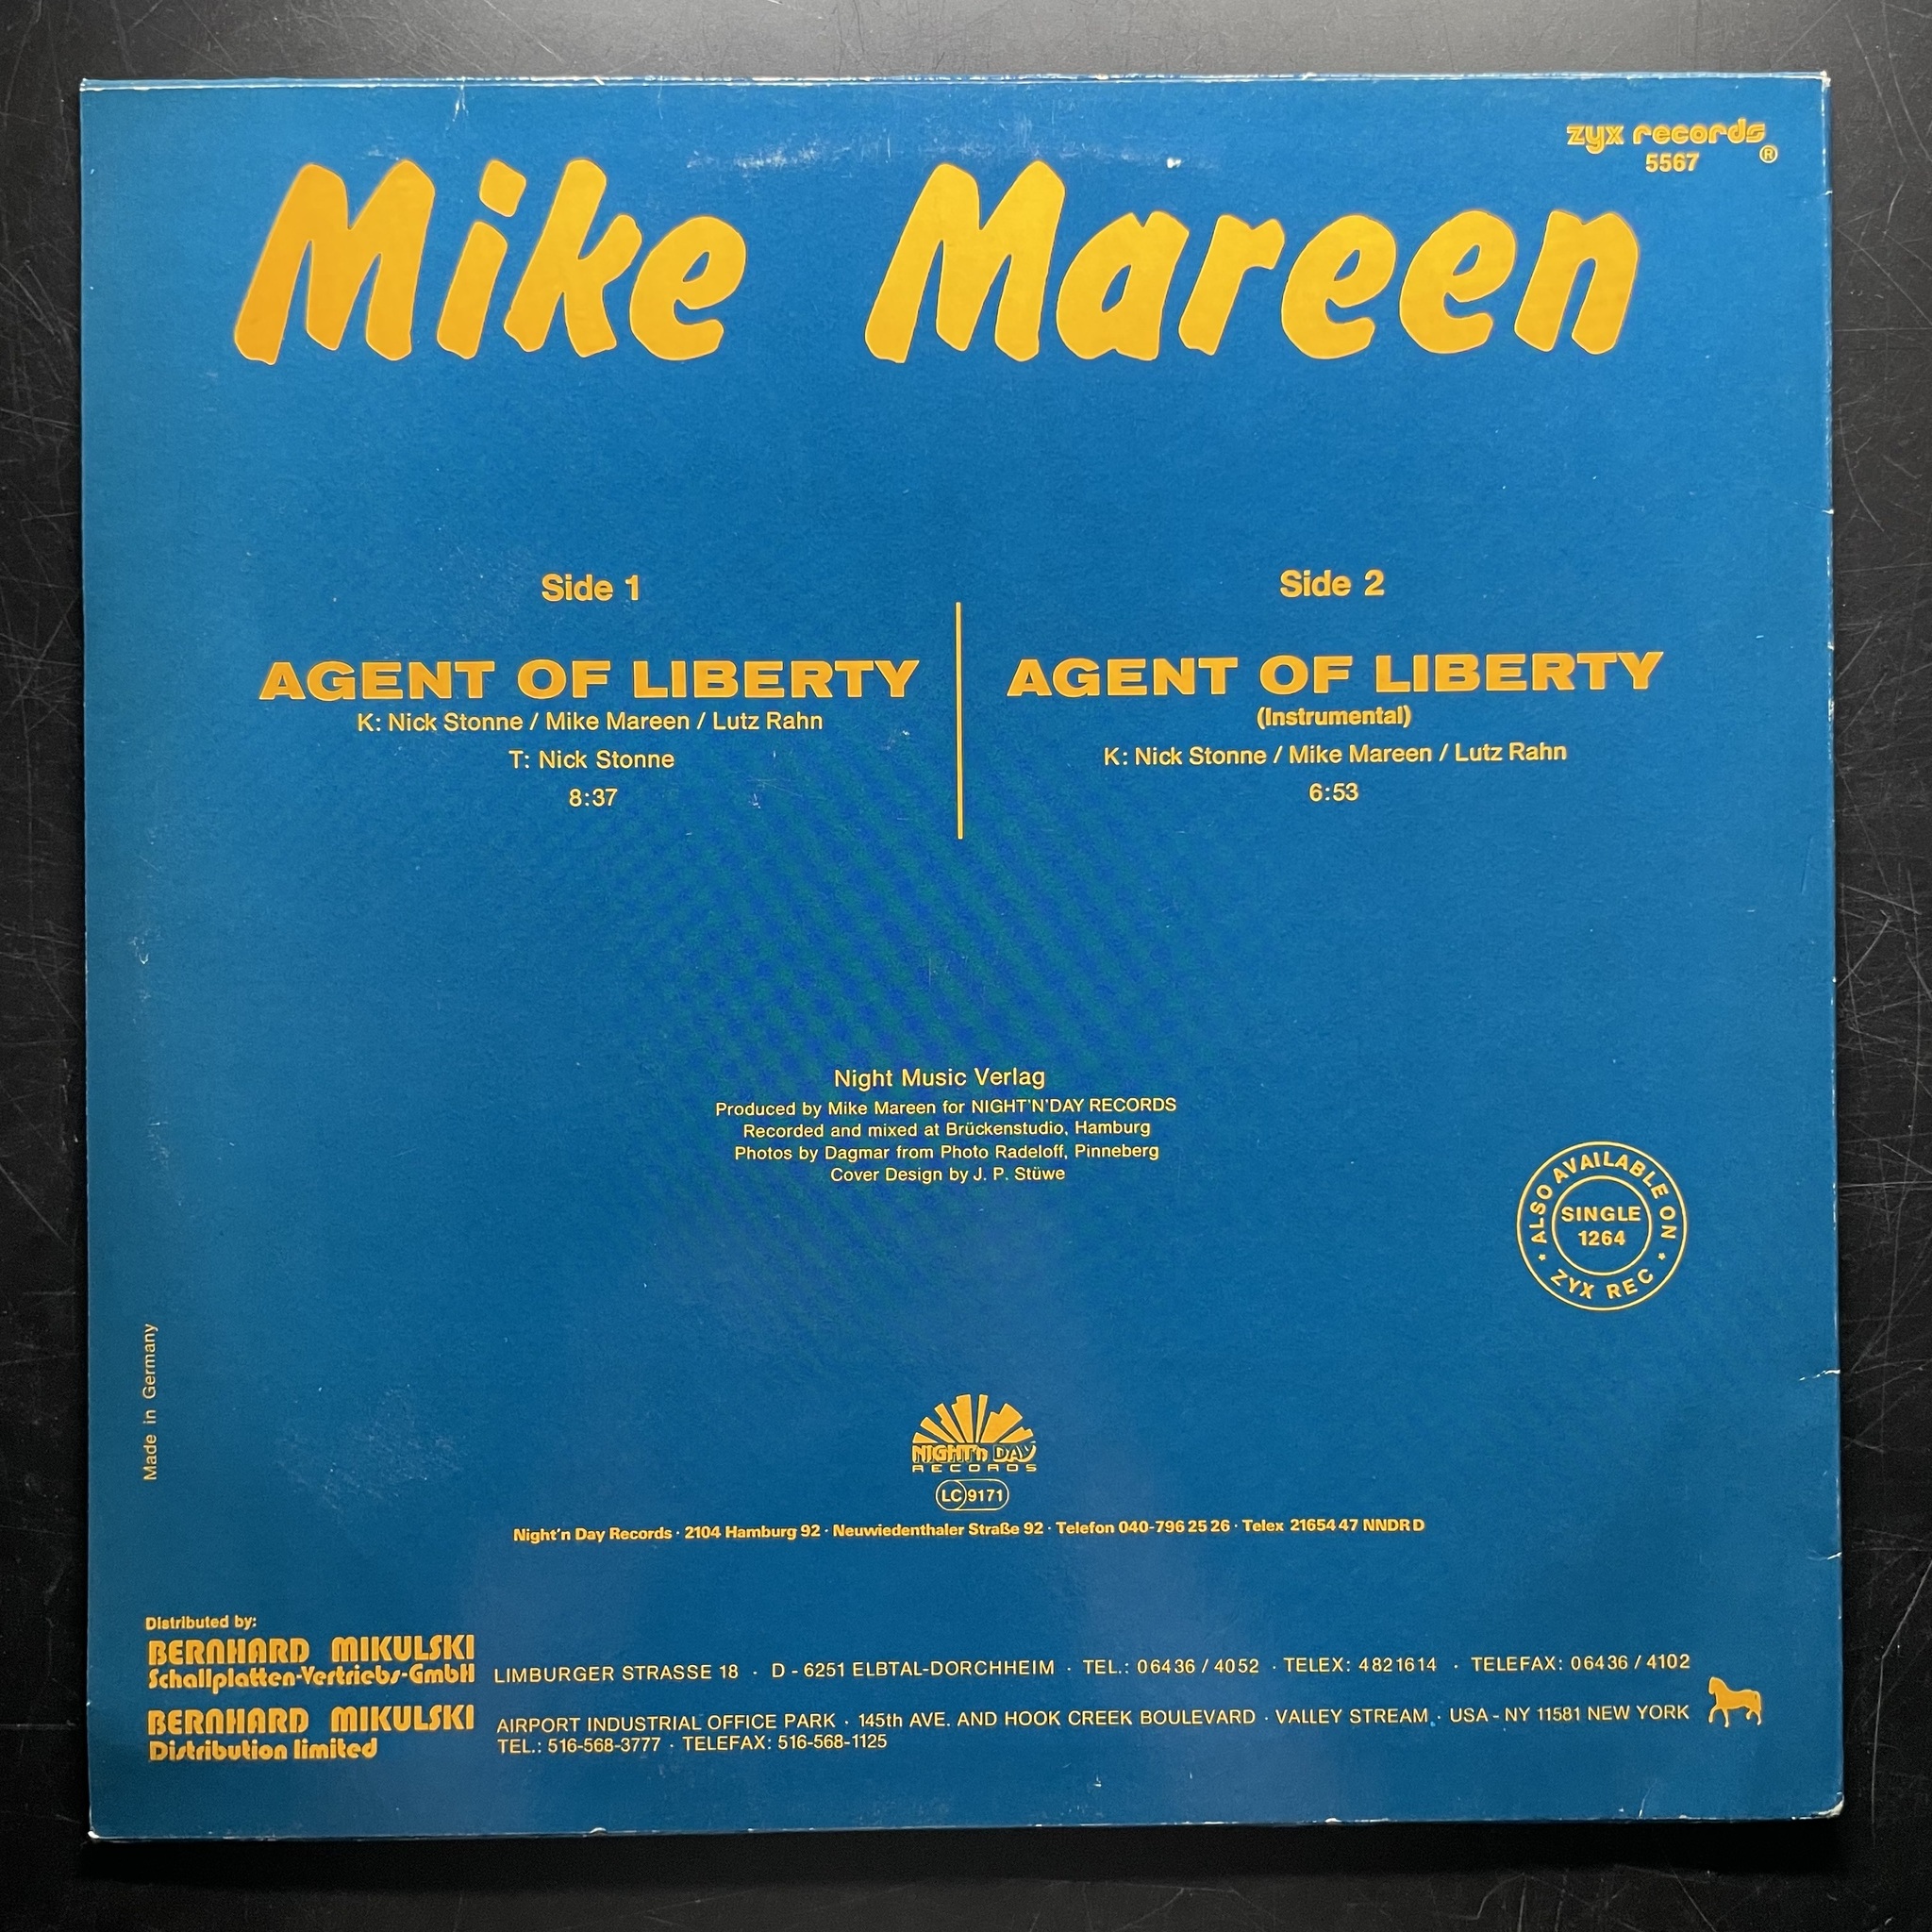 zyx records ®
5567
Mike Mareen
Side 1
AGENT OF LIBERTY
K: Nick Stonne / Mike Mareen / Lutz Rahn
T: Nick Stonne
8:37
Side 2
AGENT OF LIBERTY
(Instrumental)
K: Nick Stonne / Mike Mareen / Lutz Rahn
6:53
Night Music Verlag
Produced by Mike Mareen for NIGHT'N'DAY RECORDS
Recorded and mixed at Brückenstudio, Hamburg
Photos by Dagmar from Photo Radeloff, Pinneberg
Cover Design by J. P. Stüwe
* ALSO AVAILABLE ON *
SINGLE
1264
ZYX REC
Made in Germany
NIGHT'n DAY
RECORDS
LC 9171
Night'n Day Records · 2104 Hamburg 92 · Neuwiedenthaler Straße 92 · Telefon 040-796 25 26 · Telex 21654 47 NNDR D
Distributed by:
BERNHARD MIKULSKI
Schallplatten-Vertriebs-GmbH LIMBURGER STRASSE 18 · D - 6251 ELBTAL-DORCHHEIM · TEL.: 06436 / 4052 · TELEX: 4821614 · TELEFAX: 06436 / 4102
BERNHARD MIKULSKI AIRPORT INDUSTRIAL OFFICE PARK · 145th AVE. AND HOOK CREEK BOULEVARD · VALLEY STREAM · USA - NY 11581 NEW YORK
Distribution limited TEL.: 516-568-3777 · TELEFAX: 516-568-1125